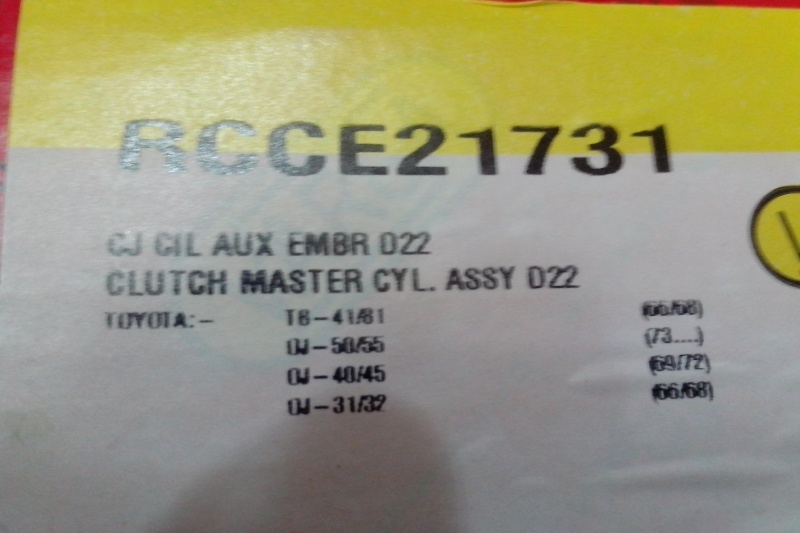 RCCE21731
CJ CIL AUX EMBR D22
CLUTCH MASTER CYL. ASSY D22
TOYOTA:- TB-41/81 (65/68)
OJ-50/55 (73....)
OJ-40/45 (69/72)
OJ-31/32 (66/68)